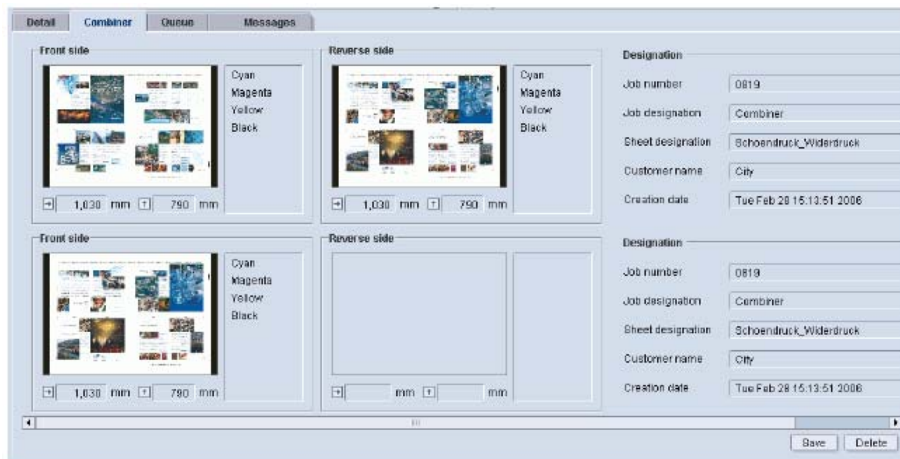 Detail Combiner Queue Messages
Front side
Cyan
Magenta
Yellow
Black
1,030 mm 790 mm
Reverse side
Cyan
Magenta
Yellow
Black
1,030 mm 790 mm
Designation
Job number 0819
Job designation Combiner
Sheet designation Schoendruck_Widerdruck
Customer name City
Creation date Tue Feb 28 15:13:51 2006
Front side
Cyan
Magenta
Yellow
Black
1,030 mm 790 mm
Reverse side
mm mm
Designation
Job number 0819
Job designation Combiner
Sheet designation Schoendruck_Widerdruck
Customer name City
Creation date Tue Feb 28 15:13:51 2006
Save Delete